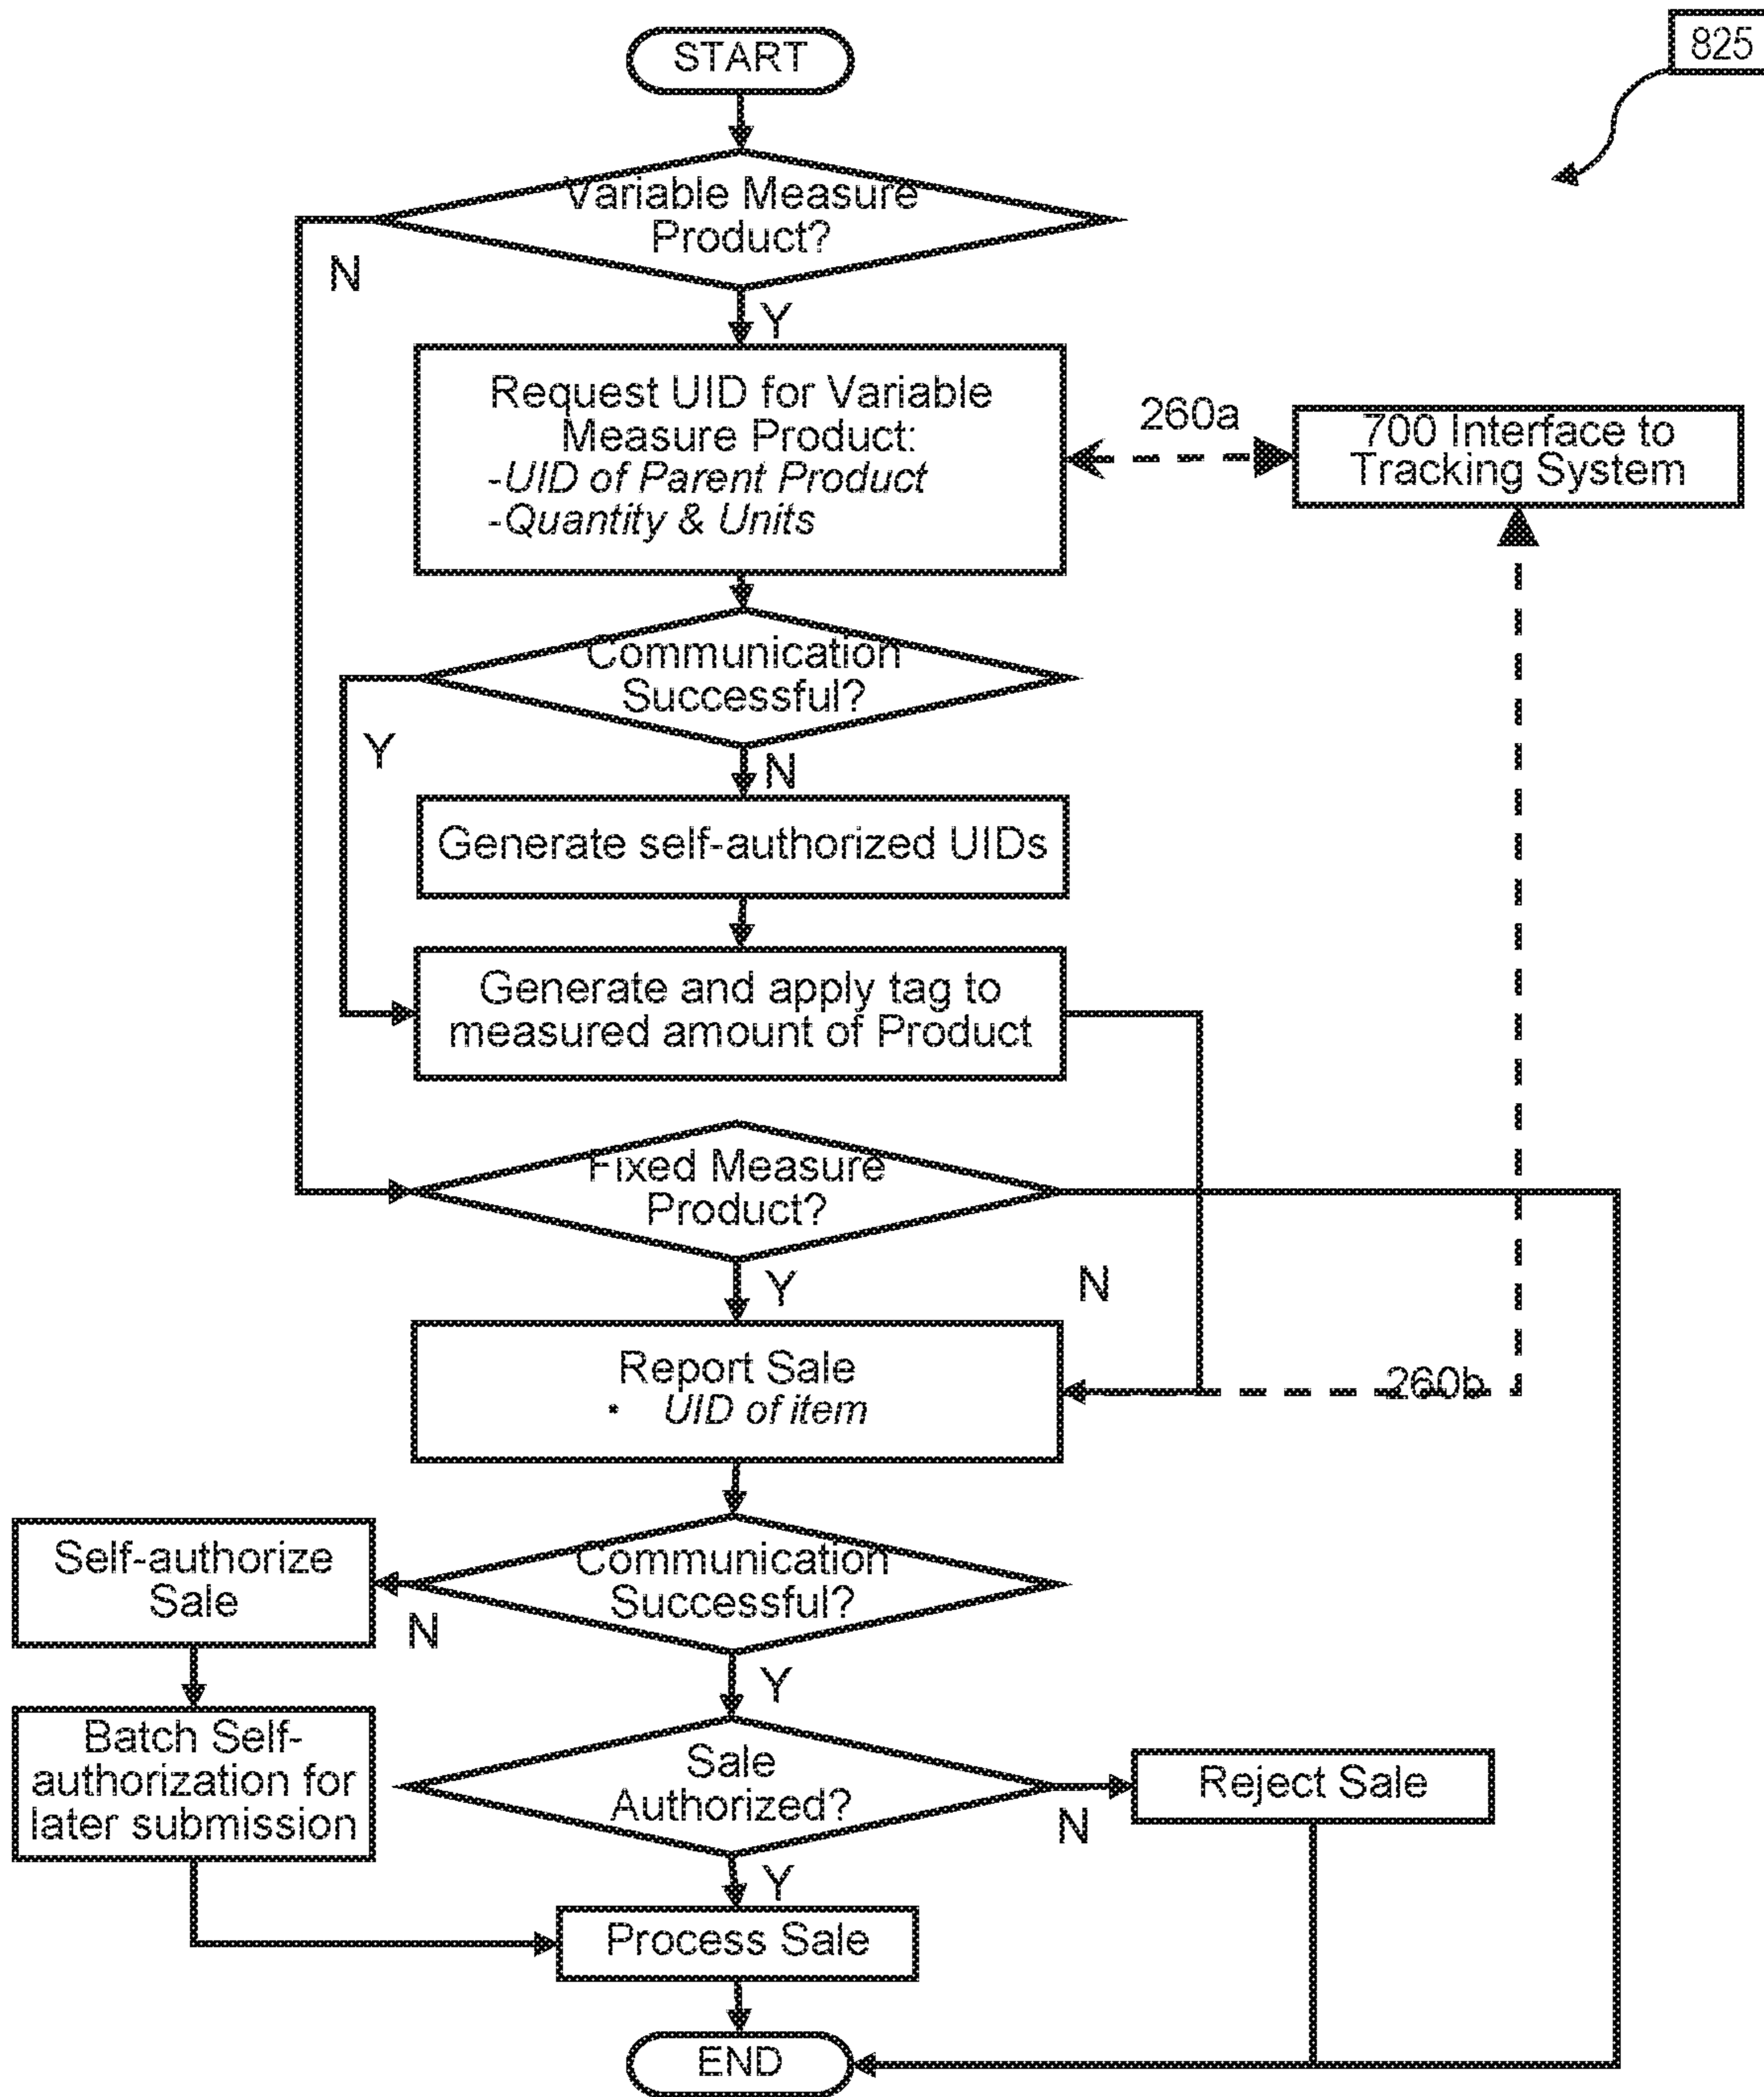 825
START
Variable Measure
Product?
N
Y
Request UID for Variable
Measure Product:
-UID of Parent Product
-Quantity & Units
260a
700 Interface to
Tracking System
Communication
Successful?
Y
N
Generate self-authorized UIDs
Generate and apply tag to
measured amount of Product
Fixed Measure
Product?
Y
N
Report Sale
• UID of item
260b
Communication
Successful?
Self-authorize
Sale
N
Y
Batch Self-
authorization for
later submission
Sale
Authorized?
Reject Sale
N
Y
Process Sale
END